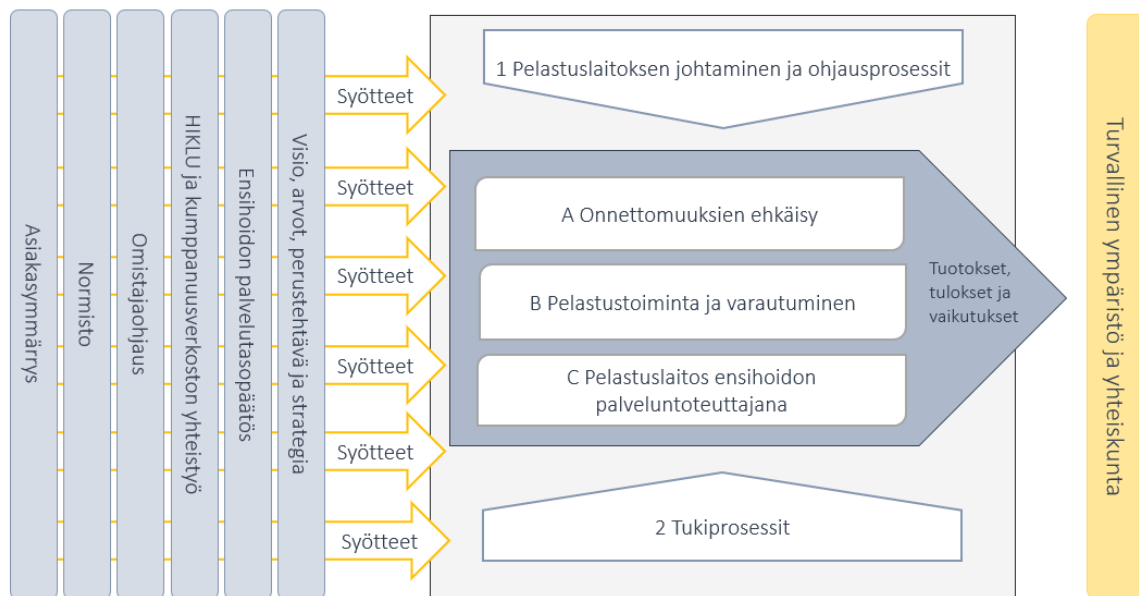 Asiakasymmärrys
Normisto
Omistajaohjaus
HIKLU ja kumppanuusverkoston yhteistyö
Ensihoidon palvelutasopäätös
Visio, arvot, perustehtävä ja strategia
Syötteet
Syötteet
Syötteet
Syötteet
Syötteet
Syötteet
1 Pelastuslaitoksen johtaminen ja ohjausprosessit
A Onnettomuuksien ehkäisy
B Pelastustoiminta ja varautuminen
C Pelastuslaitos ensihoidon
palveluntoteuttajana
Tuotokset,
tulokset ja
vaikutukset
2 Tukiprosessit
Turvallinen ympäristö ja yhteiskunta